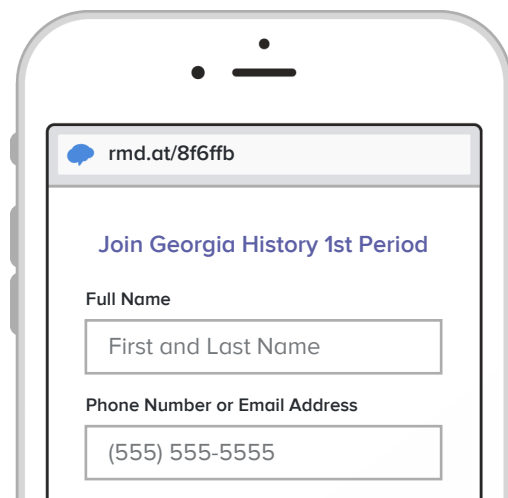 rmd.at/8f6ffb
Join Georgia History 1st Period
Full Name
First and Last Name
Phone Number or Email Address
(555) 555-5555